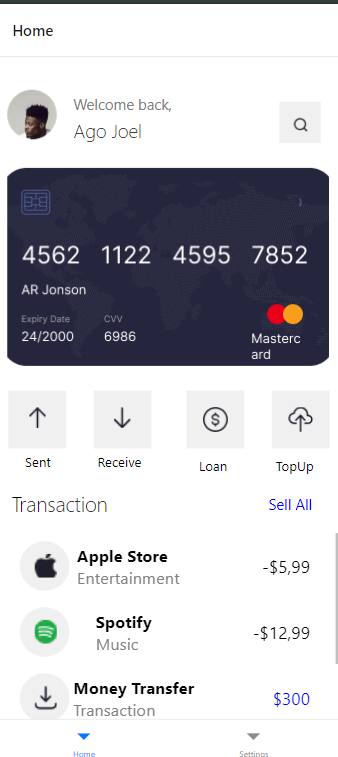 Home
Welcome back,
Ago Joel
4562 1122 4595 7852
AR Jonson
Expiry Date CVV
24/2000 6986
Masterc
ard
Sent Receive Loan TopUp
Transaction Sell All
Apple Store
Entertainment
-$5,99
Spotify
Music
-$12,99
Money Transfer
Transaction
$300
Home Settings